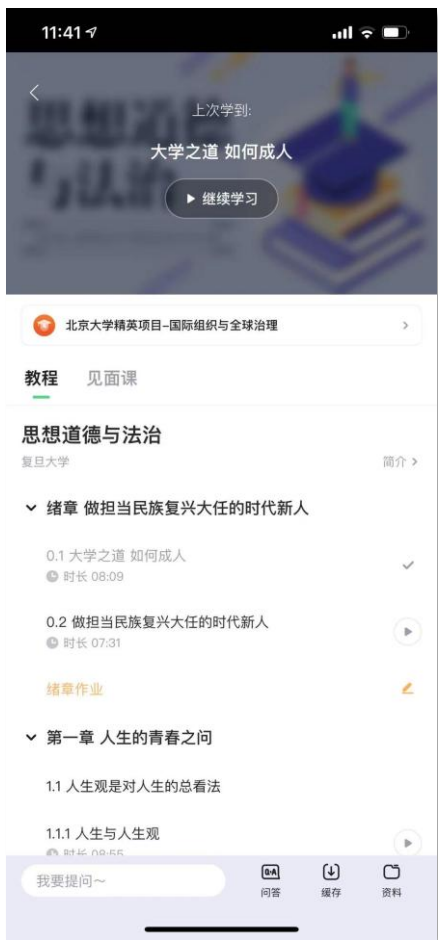 11:41
上次学到:
大学之道 如何成人
继续学习
北京大学精英项目-国际组织与全球治理
教程 见面课
思想道德与法治
复旦大学 简介
绪章 做担当民族复兴大任的时代新人
0.1 大学之道 如何成人
时长 08:09
0.2 做担当民族复兴大任的时代新人
时长 07:31
绪章作业
第一章 人生的青春之问
1.1 人生观是对人生的总看法
1.1.1 人生与人生观
时长 08:55
我要提问~
Q·A
问答 缓存 资料